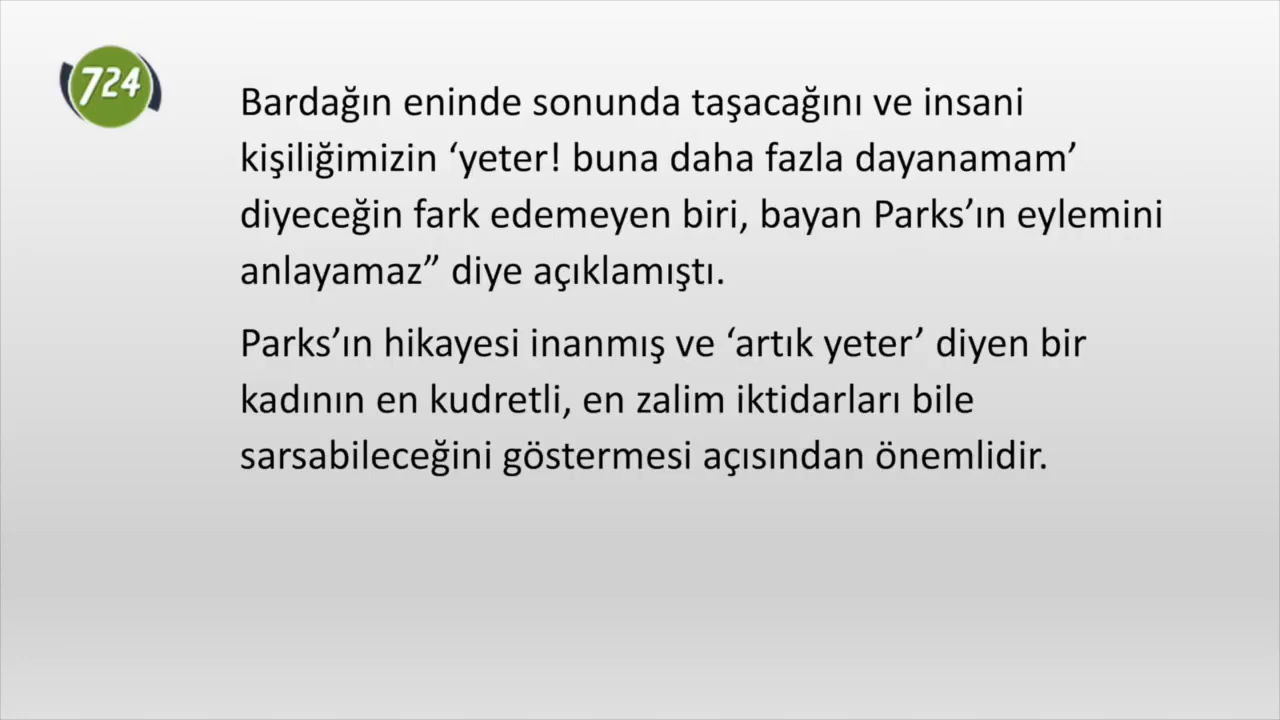 724
Bardağın eninde sonunda taşacağını ve insani
kişiliğimizin ‘yeter! buna daha fazla dayanamam’
diyeceğin fark edemeyen biri, bayan Parks’ın eylemini
anlayamaz” diye açıklamıştı.
Parks’ın hikayesi inanmış ve ‘artık yeter’ diyen bir
kadının en kudretli, en zalim iktidarları bile
sarsabileceğini göstermesi açısından önemlidir.